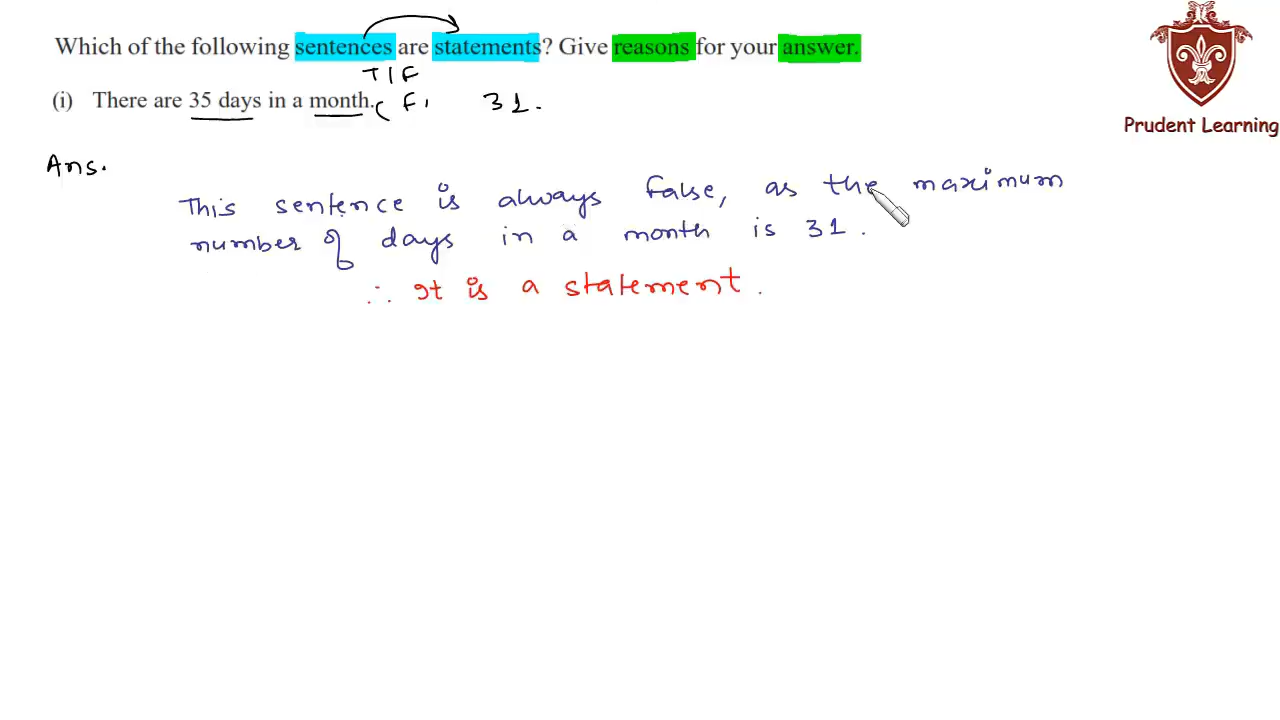 Which of the following sentences are statements? Give reasons for your answer.
T/F
(i) There are 35 days in a month. ( F, 31.
Prudent Learning
Ans.
This sentence is always false, as the maximum
number of days in a month is 31.
∴ It is a statement.